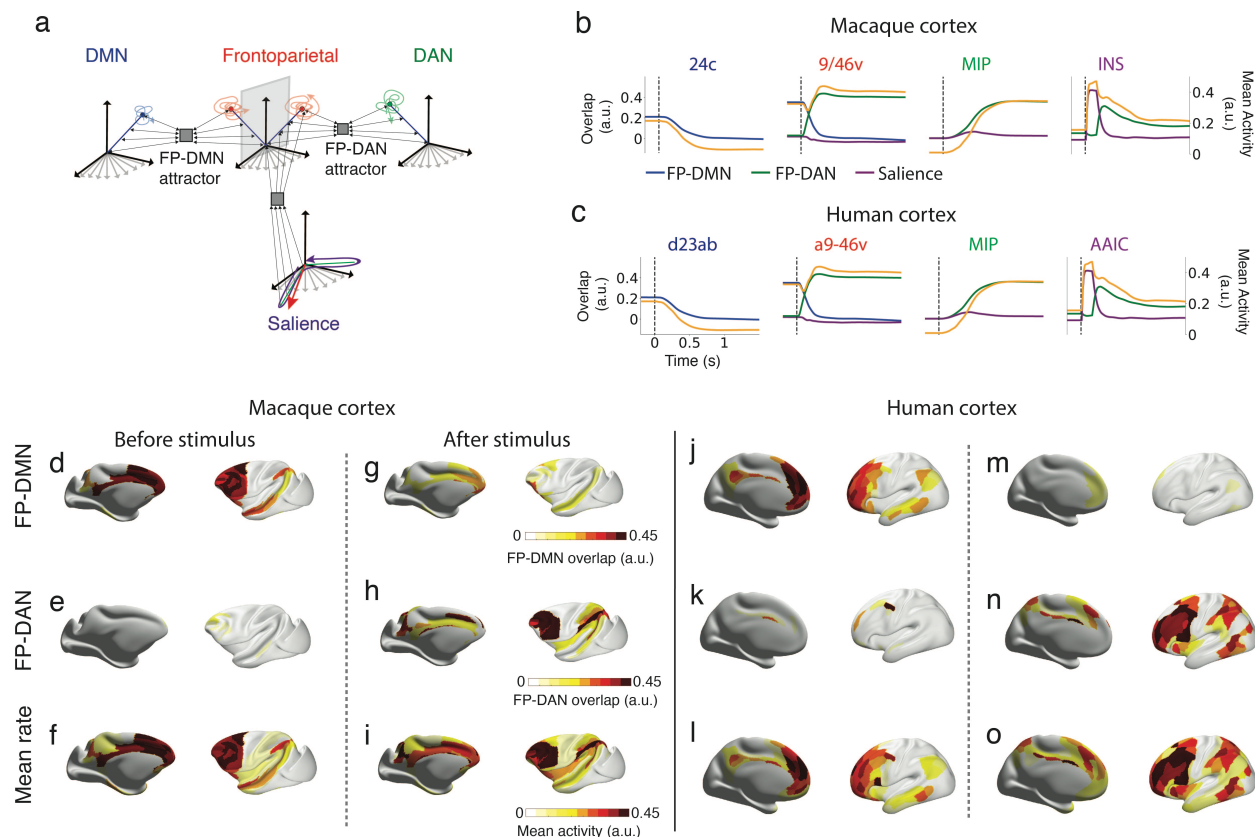 a
DMN
Frontoparietal
DAN
FP-DMN
attractor
FP-DAN
attractor
Salience
b
Macaque cortex
24c
9/46v
MIP
INS
Overlap
(a.u.)
0.4
0.2
0
0.4
0.2
0
Mean Activity
(a.u.)
FP-DMN
FP-DAN
Salience
c
Human cortex
d23ab
a9-46v
MIP
AAIC
Overlap
(a.u.)
0.4
0.2
0
0.4
0.2
0
Mean Activity
(a.u.)
0
0.5
1
Time (s)
Macaque cortex
Human cortex
Before stimulus
After stimulus
FP-DMN
d
g
j
m
0
0.45
FP-DMN overlap (a.u.)
FP-DAN
e
h
k
n
0
0.45
FP-DAN overlap (a.u.)
Mean rate
f
i
l
o
0
0.45
Mean activity (a.u.)